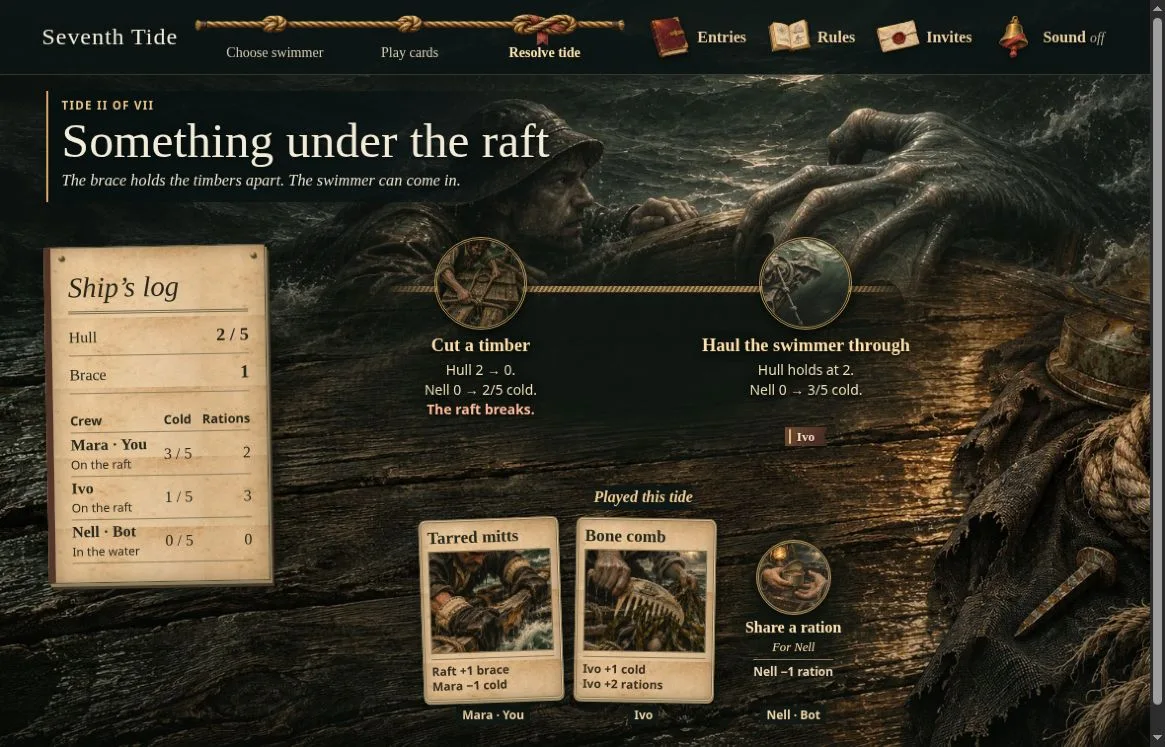 Seventh Tide
Choose swimmer
Play cards
Resolve tide
Entries
Rules
Invites
Sound off
TIDE II OF VII
Something under the raft
The brace holds the timbers apart. The swimmer can come in.
Ship’s log
Hull 2 / 5
Brace 1
Crew Cold Rations
Mara · You 3 / 5 2
On the raft
Ivo 1 / 5 3
On the raft
Nell · Bot 0 / 5 0
In the water
Cut a timber
Hull 2 → 0.
Nell 0 → 2/5 cold.
The raft breaks.
Haul the swimmer through
Hull holds at 2.
Nell 0 → 3/5 cold.
Ivo
Played this tide
Tarred mitts
Raft +1 brace
Mara −1 cold
Mara · You
Bone comb
Ivo +1 cold
Ivo +2 rations
Ivo
Share a ration
For Nell
Nell −1 ration
Nell · Bot